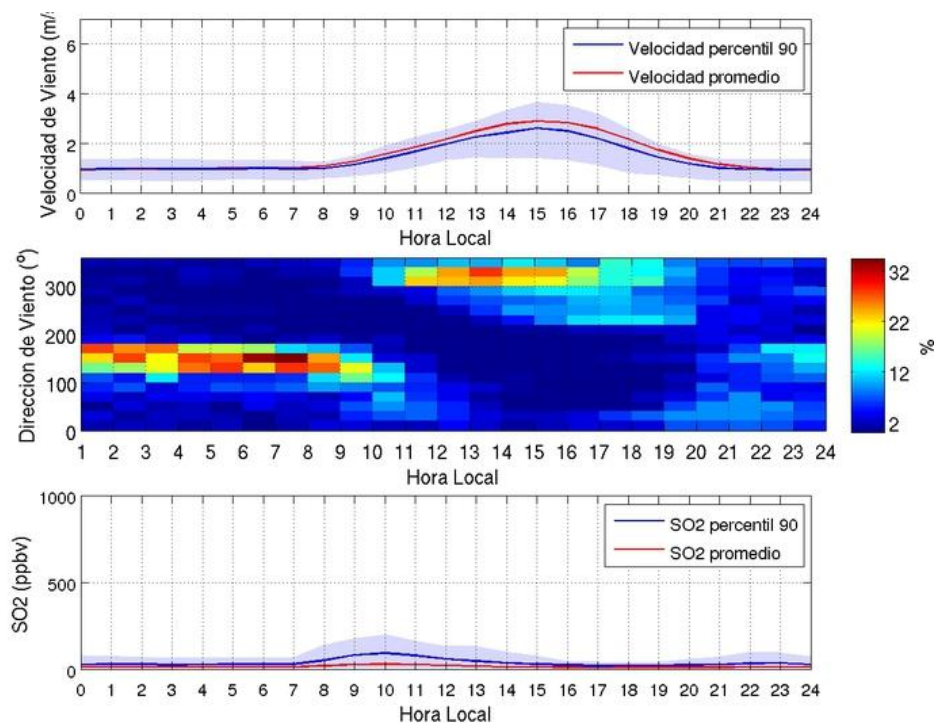 Velocidad de Viento (m/s
6
4
2
0
Velocidad percentil 90
Velocidad promedio
0 1 2 3 4 5 6 7 8 9 10 11 12 13 14 15 16 17 18 19 20 21 22 23 24
Hora Local
Direccion de Viento (º)
300
200
100
0
1 2 3 4 5 6 7 8 9 10 11 12 13 14 15 16 17 18 19 20 21 22 23 24
Hora Local
32
22
12
2
%
SO2 (ppbv)
1000
500
0
SO2 percentil 90
SO2 promedio
0 1 2 3 4 5 6 7 8 9 10 11 12 13 14 15 16 17 18 19 20 21 22 23 24
Hora Local